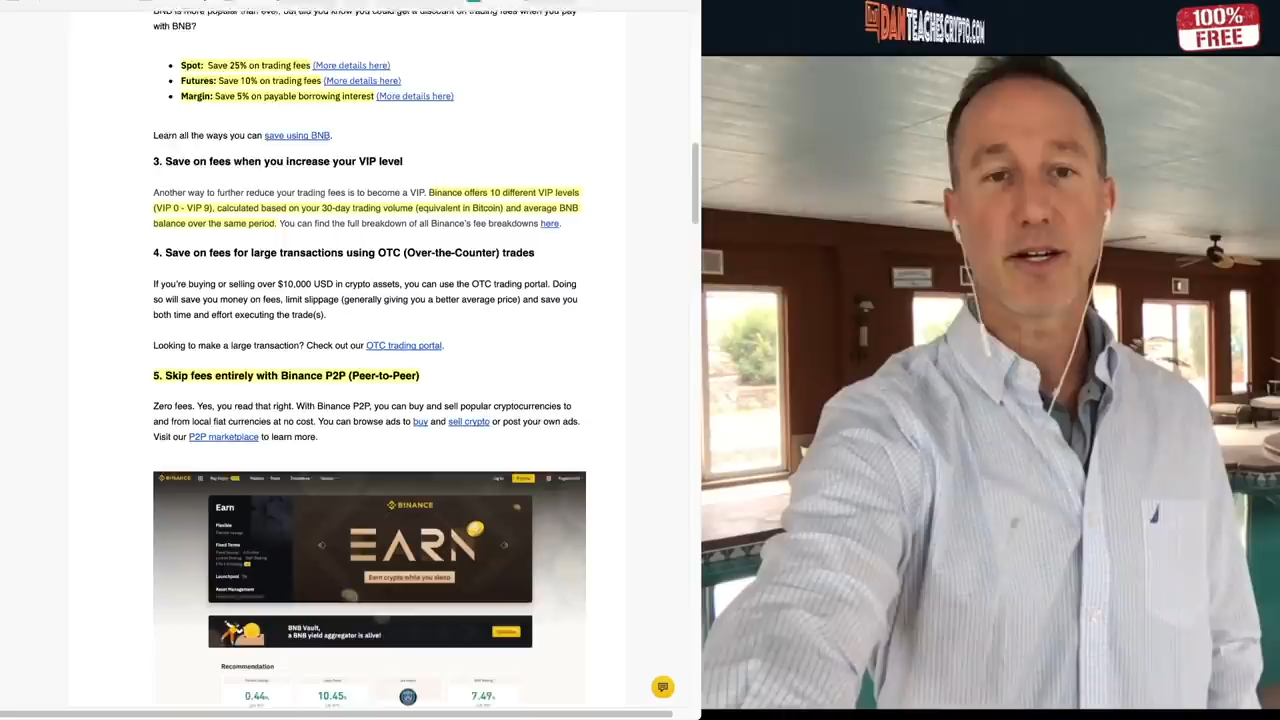 BNB is more popular than ever, but did you know you could get a discount on trading fees when you pay
with BNB?
Spot: Save 25% on trading fees (More details here)
Futures: Save 10% on trading fees (More details here)
Margin: Save 5% on payable borrowing interest (More details here)
Learn all the ways you can save using BNB.
3. Save on fees when you increase your VIP level
Another way to further reduce your trading fees is to become a VIP. Binance offers 10 different VIP levels
(VIP 0 - VIP 9), calculated based on your 30-day trading volume (equivalent in Bitcoin) and average BNB
balance over the same period. You can find the full breakdown of all Binance's fee breakdowns here.
4. Save on fees for large transactions using OTC (Over-the-Counter) trades
If you're buying or selling over $10,000 USD in crypto assets, you can use the OTC trading portal. Doing
so will save you money on fees, limit slippage (generally giving you a better average price) and save you
both time and effort executing the trade(s).
Looking to make a large transaction? Check out our OTC trading portal.
5. Skip fees entirely with Binance P2P (Peer-to-Peer)
Zero fees. Yes, you read that right. With Binance P2P, you can buy and sell popular cryptocurrencies to
and from local fiat currencies at no cost. You can browse ads to buy and sell crypto or post your own ads.
Visit our P2P marketplace to learn more.
BINANCE
Earn
Flexible
Fixed Terms
Launchpool
Asset Management
BINANCE
EARN
Earn crypto while you sleep
BNB Vault,
a BNB yield aggregator is alive!
Recommendation
0.44%
10.45%
7.49%
DANTEACHESCRYPTO.COM
100%
FREE